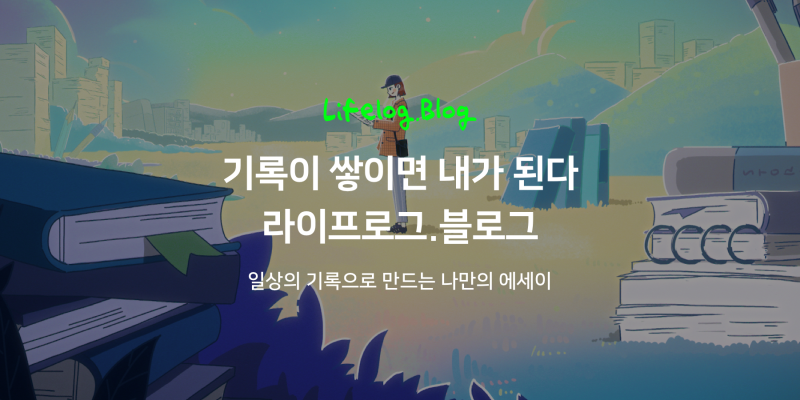 Lifelog.Blog
기록이 쌓이면 내가 된다
라이프로그.블로그
일상의 기록으로 만드는 나만의 에세이
STOR